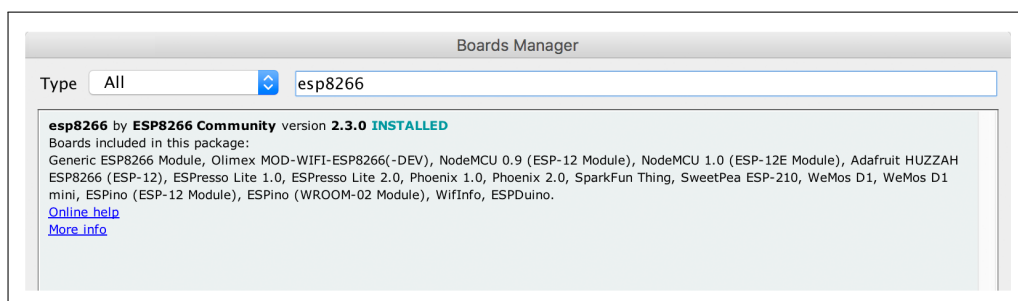 Boards Manager
Type All esp8266
esp8266 by ESP8266 Community version 2.3.0 INSTALLED
Boards included in this package:
Generic ESP8266 Module, Olimex MOD-WIFI-ESP8266(-DEV), NodeMCU 0.9 (ESP-12 Module), NodeMCU 1.0 (ESP-12E Module), Adafruit HUZZAH
ESP8266 (ESP-12), ESPresso Lite 1.0, ESPresso Lite 2.0, Phoenix 1.0, Phoenix 2.0, SparkFun Thing, SweetPea ESP-210, WeMos D1, WeMos D1
mini, ESPino (ESP-12 Module), ESPino (WROOM-02 Module), WifInfo, ESPDuino.
Online help
More info